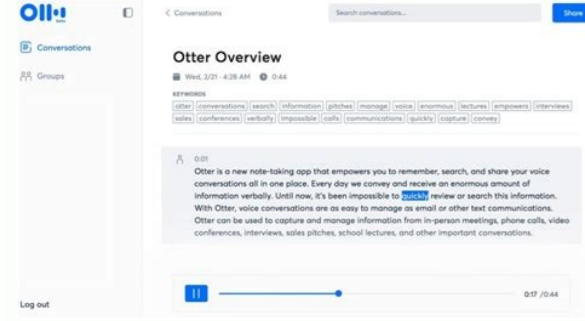 beta
< Conversations
Search conversations...
Share
Conversations
Groups
Otter Overview
Wed, 2/21 · 4:28 AM 0:44
KEYWORDS
otter conversations search information pitches manage voice enormous lectures empowers interviews
sales conferences verbally impossible calls communications quickly capture convey
0:01
Otter is a new note-taking app that empowers you to remember, search, and share your voice
conversations all in one place. Every day we convey and receive an enormous amount of
information verbally. Until now, it's been impossible to quickly review or search this information.
With Otter, voice conversations are as easy to manage as email or other text communications.
Otter can be used to capture and manage information from in-person meetings, phone calls, video
conferences, interviews, sales pitches, school lectures, and other important conversations.
0:17 /0:44
Log out